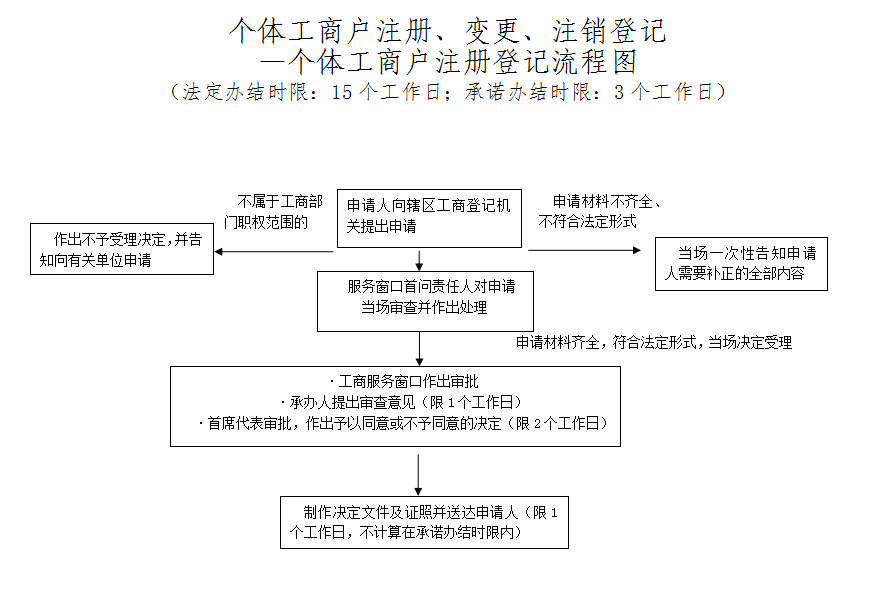 个体工商户注册、变更、注销登记
—个体工商户注册登记流程图
（法定办结时限：15个工作日；承诺办结时限：3个工作日）
不属于工商部
门职权范围的
申请人向辖区工商登记机
关提出申请
申请材料不齐全、
不符合法定形式
作出不予受理决定，并告
知向有关单位申请
当场一次性告知申请
人需要补正的全部内容
服务窗口首问责任人对申请
当场审查并作出处理
申请材料齐全，符合法定形式，当场决定受理
·工商服务窗口作出审批
·承办人提出审查意见（限1个工作日）
·首席代表审批，作出予以同意或不予同意的决定（限2个工作日）
制作决定文件及证照并送达申请人（限1
个工作日，不计算在承诺办结时限内）